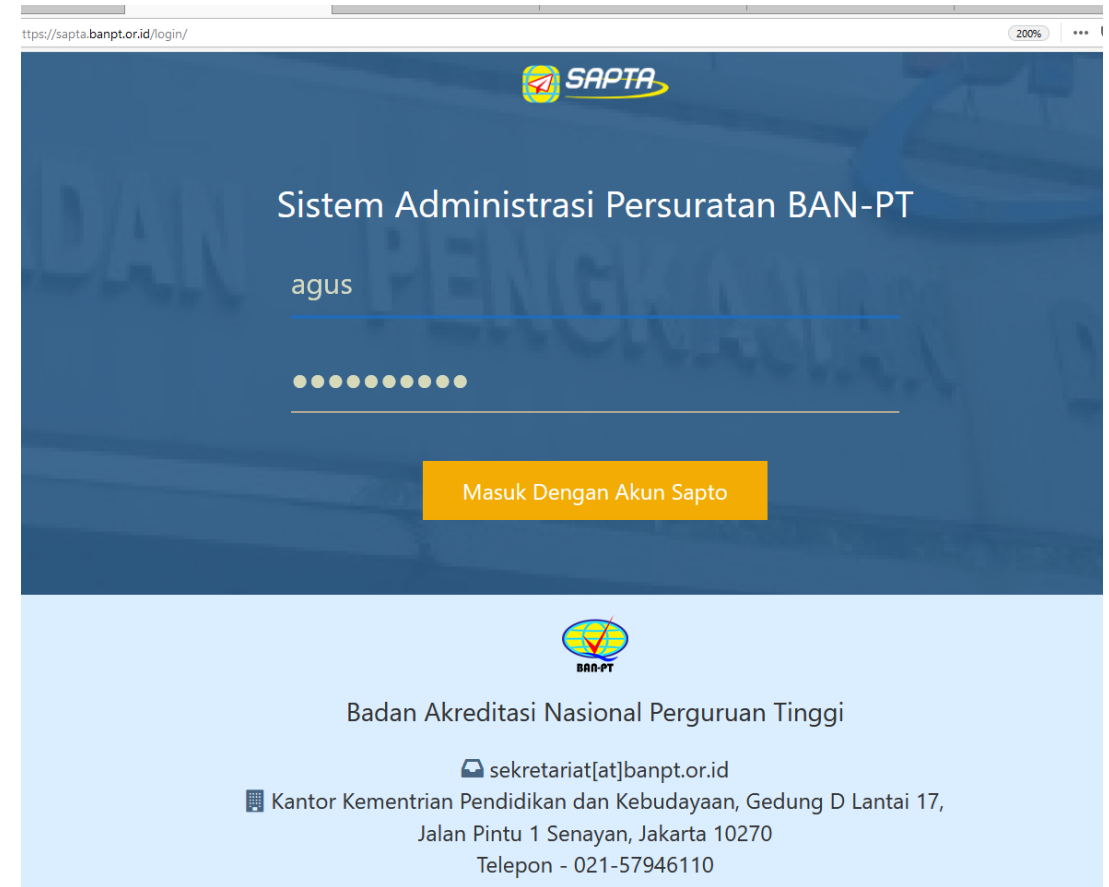 ttps://sapta.banpt.or.id/login/
200%
SAPTA
Sistem Administrasi Persuratan BAN-PT
ADAN PENGKAJIAN D
agus
●●●●●●●●●●
Masuk Dengan Akun Sapto
BAN-PT
Badan Akreditasi Nasional Perguruan Tinggi
sekretariat[at]banpt.or.id
Kantor Kementrian Pendidikan dan Kebudayaan, Gedung D Lantai 17,
Jalan Pintu 1 Senayan, Jakarta 10270
Telepon - 021-57946110